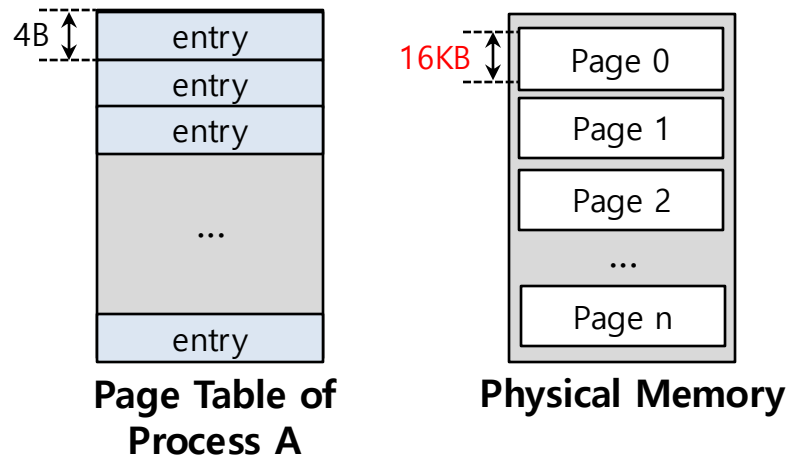 4B
entry
entry
entry
...
entry
Page Table of
Process A
16KB
Page 0
Page 1
Page 2
...
Page n
Physical Memory